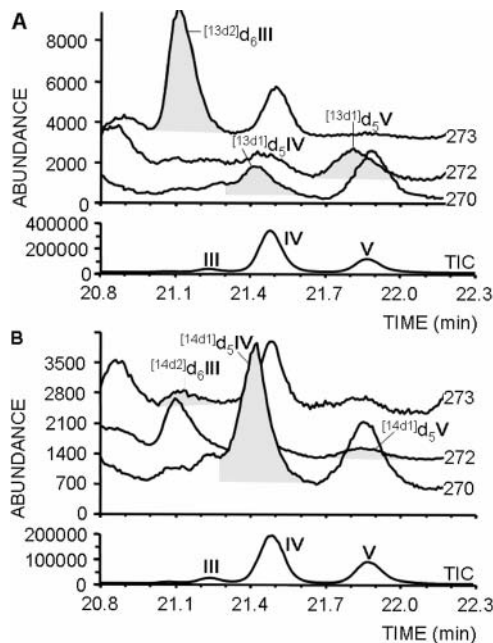 A
ABUNDANCE
8000
6000
4000
2000
0
[13d2]d6III
[13d1]d5IV
[13d1]d5V
273
272
270
400000
200000
0
III
IV
V
TIC
20.8 21.1 21.4 21.7 22.0 22.3
TIME (min)
B
ABUNDANCE
3500
2800
2100
1400
700
0
[14d2]d6III
[14d1]d5IV
[14d1]d5V
273
272
270
200000
100000
0
III
IV
V
TIC
20.8 21.1 21.4 21.7 22.0 22.3
TIME (min)